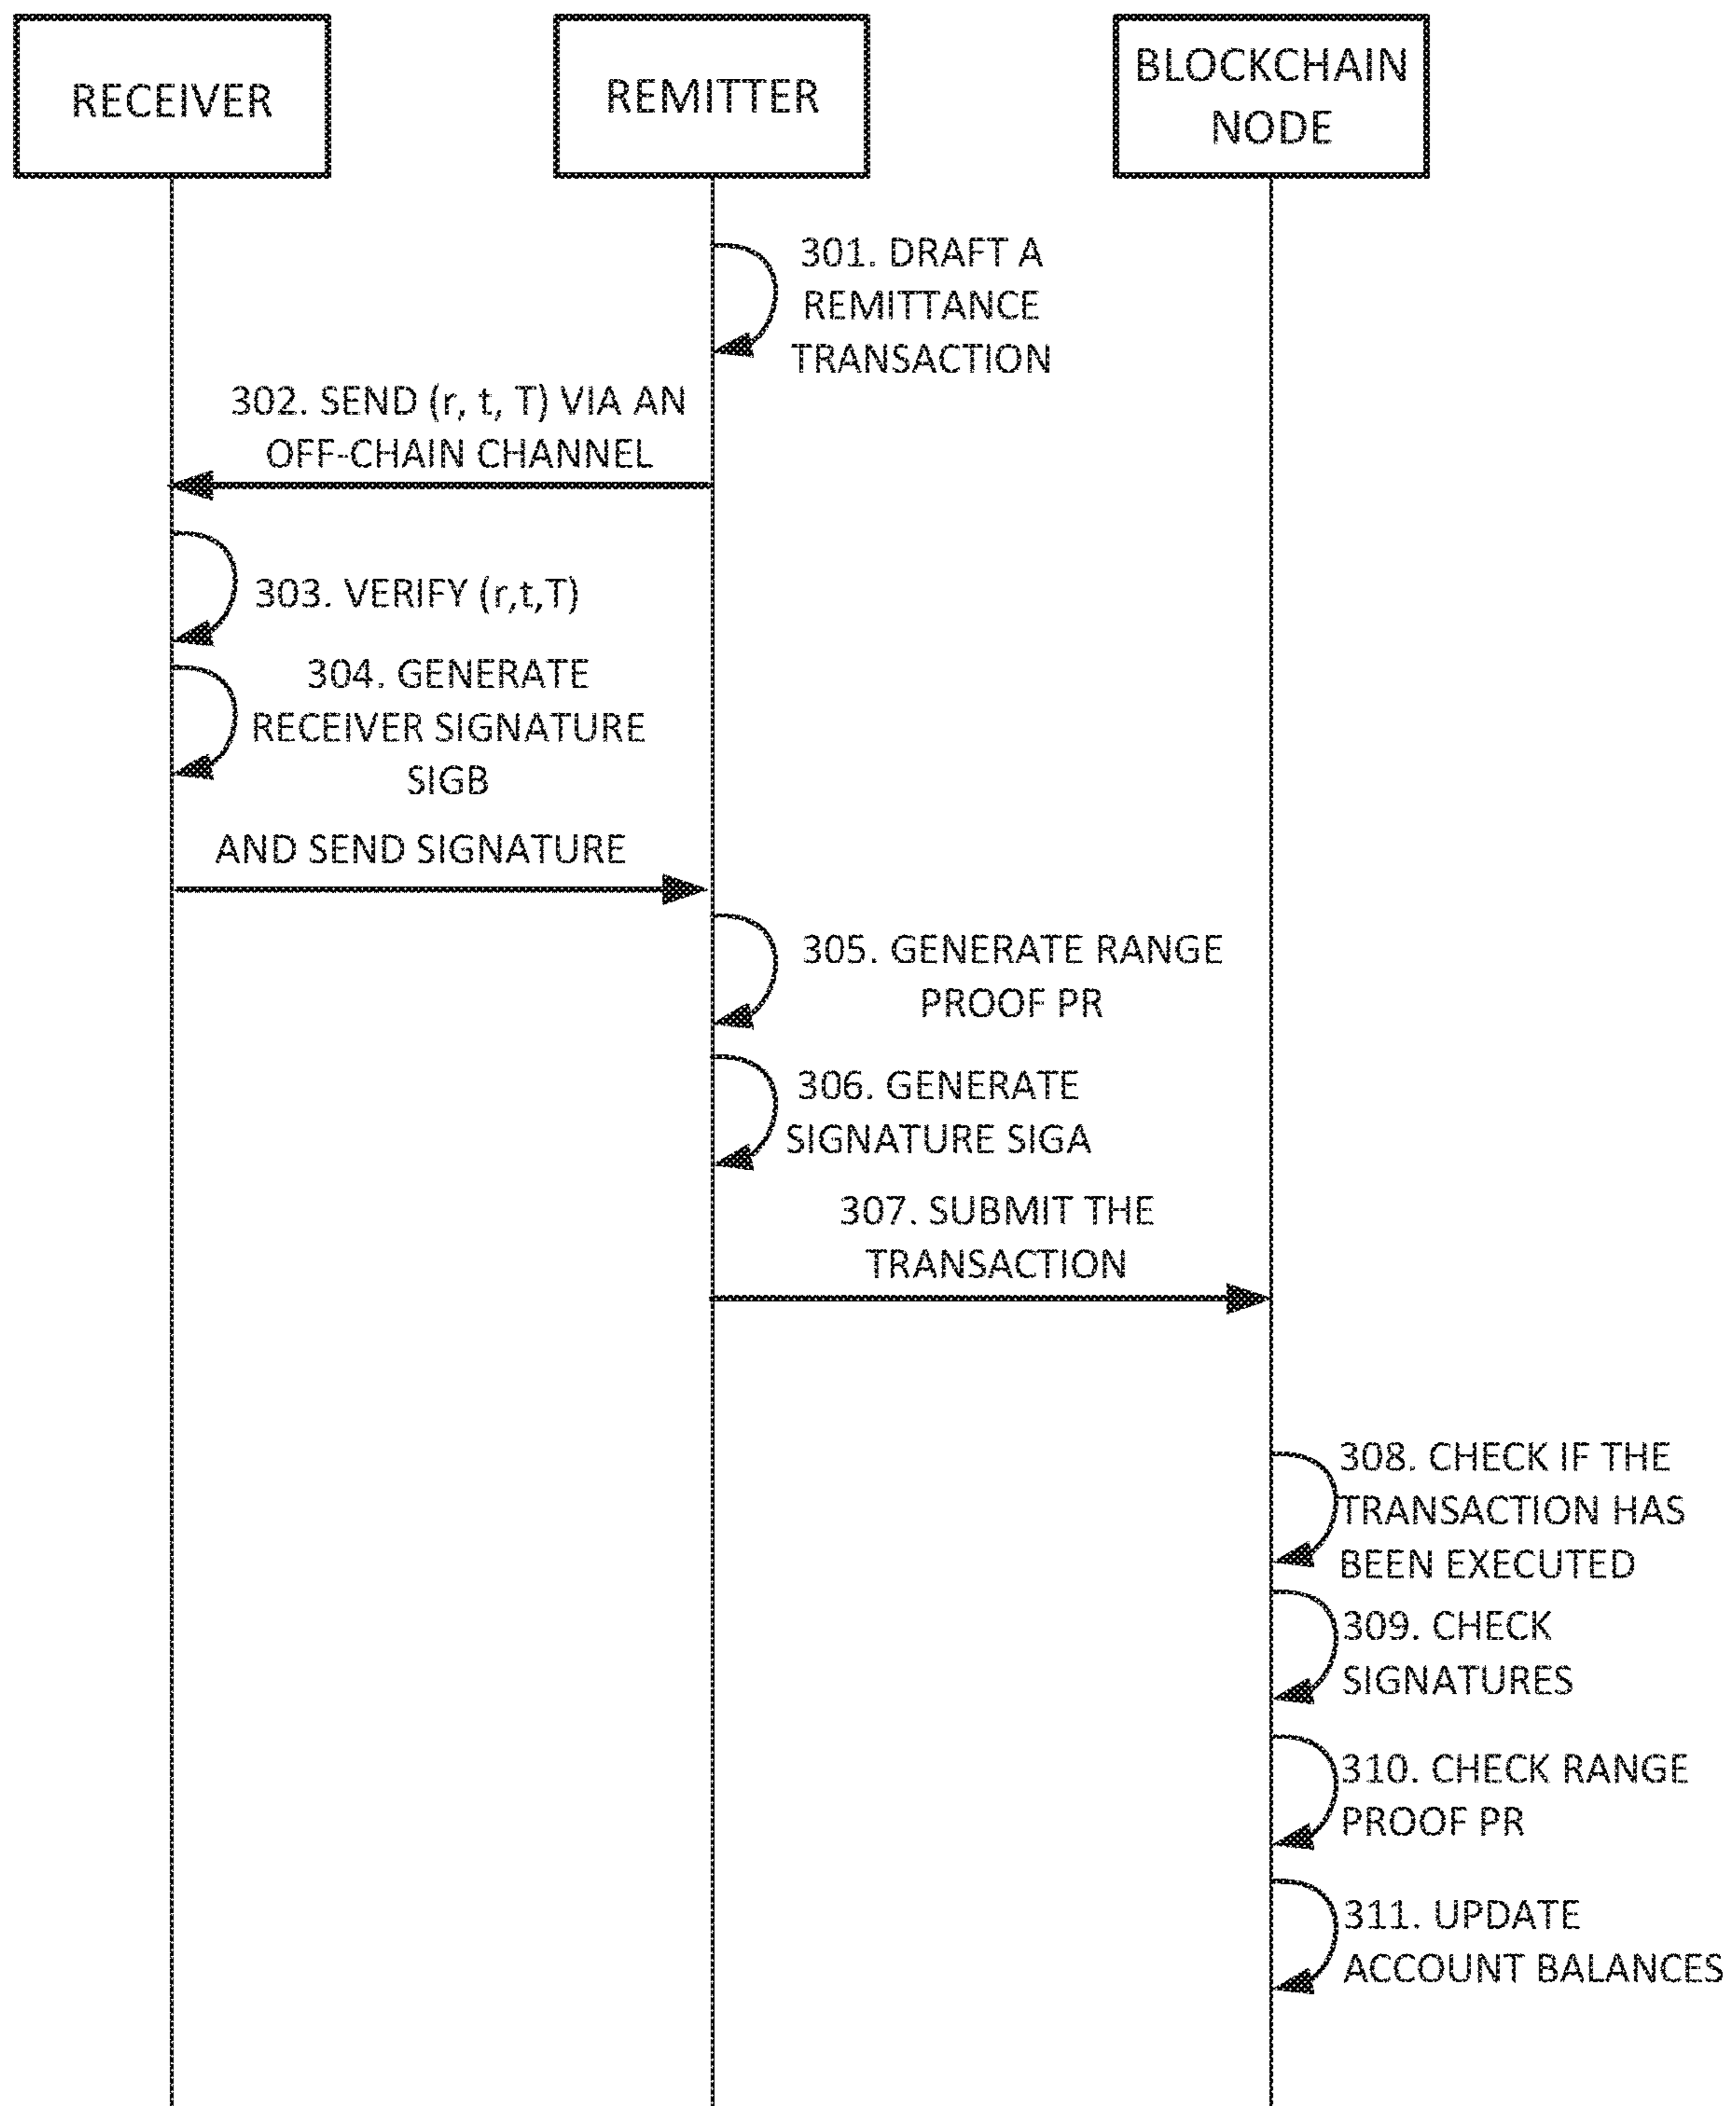 RECEIVER
REMITTER
BLOCKCHAIN
NODE
301. DRAFT A
REMITTANCE
TRANSACTION
302. SEND (r, t, T) VIA AN
OFF-CHAIN CHANNEL
303. VERIFY (r,t,T)
304. GENERATE
RECEIVER SIGNATURE
SIGB
AND SEND SIGNATURE
305. GENERATE RANGE
PROOF PR
306. GENERATE
SIGNATURE SIGA
307. SUBMIT THE
TRANSACTION
308. CHECK IF THE
TRANSACTION HAS
BEEN EXECUTED
309. CHECK
SIGNATURES
310. CHECK RANGE
PROOF PR
311. UPDATE
ACCOUNT BALANCES